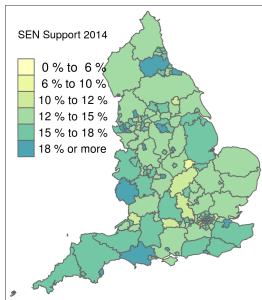 SEN Support 2014
0 % to 6 %
6 % to 10 %
10 % to 12 %
12 % to 15 %
15 % to 18 %
18 % or more